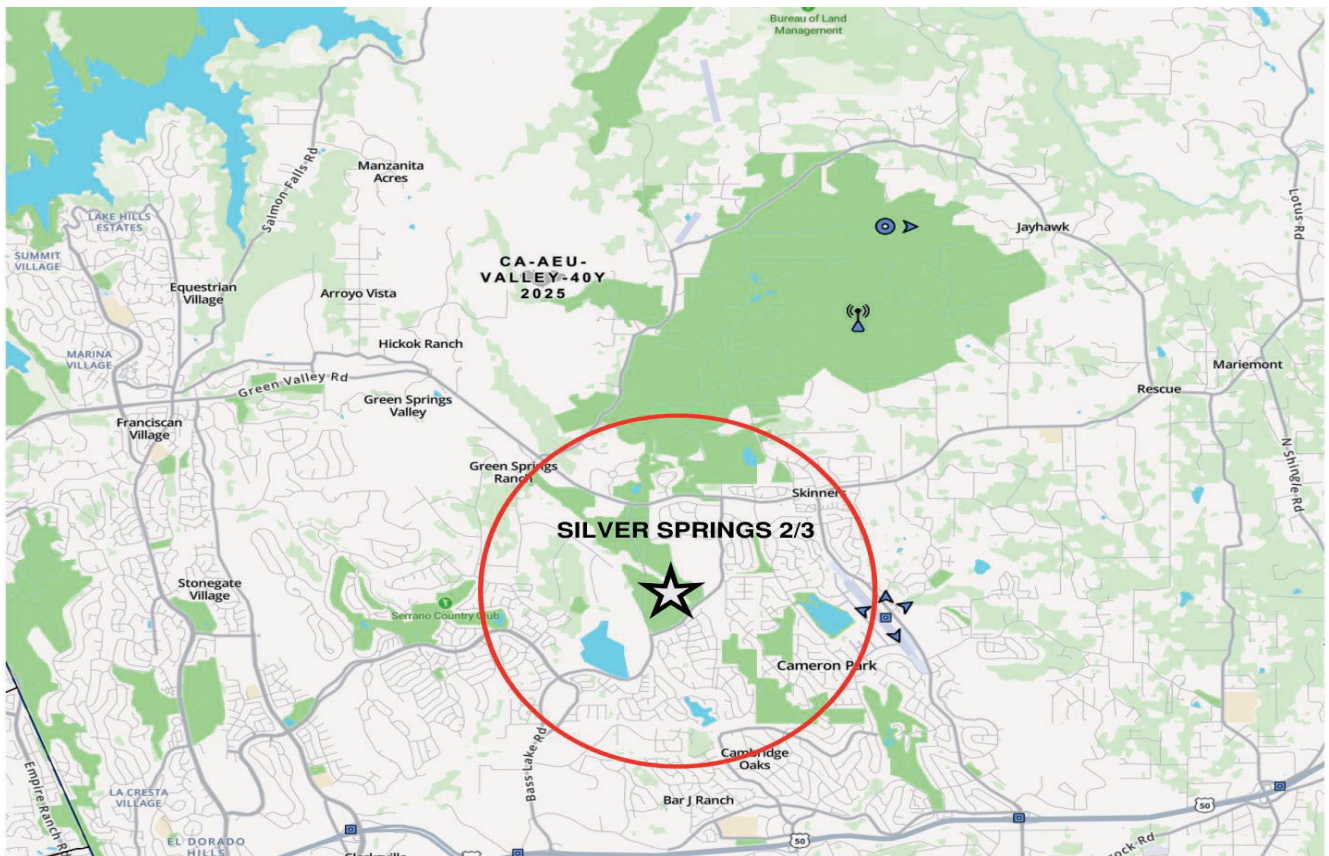 Bureau of Land
Management
Salmon Falls Rd
Manzanita
Acres
LAKE HILLS
ESTATES
Lotus Rd
Jayhawk
SUMMIT
VILLAGE
CA-AEU-
VALLEY-40Y
2025
Equestrian
Village
Arroyo Vista
Hickok Ranch
MARINA
VILLAGE
Mariemont
Green Valley Rd
Rescue
Green Springs
Valley
Franciscan
Village
N Shingle Rd
Green Springs
Ranch
Skinners
SILVER SPRINGS 2/3
Stonegate
Village
Serrano Country Club
Cameron Park
Bass Lake Rd
Cambridge
Oaks
Empire Ranch Rd
LA CRESTA
VILLAGE
Bar J Ranch
50
50
EL DORADO
HILLS
rock Rd